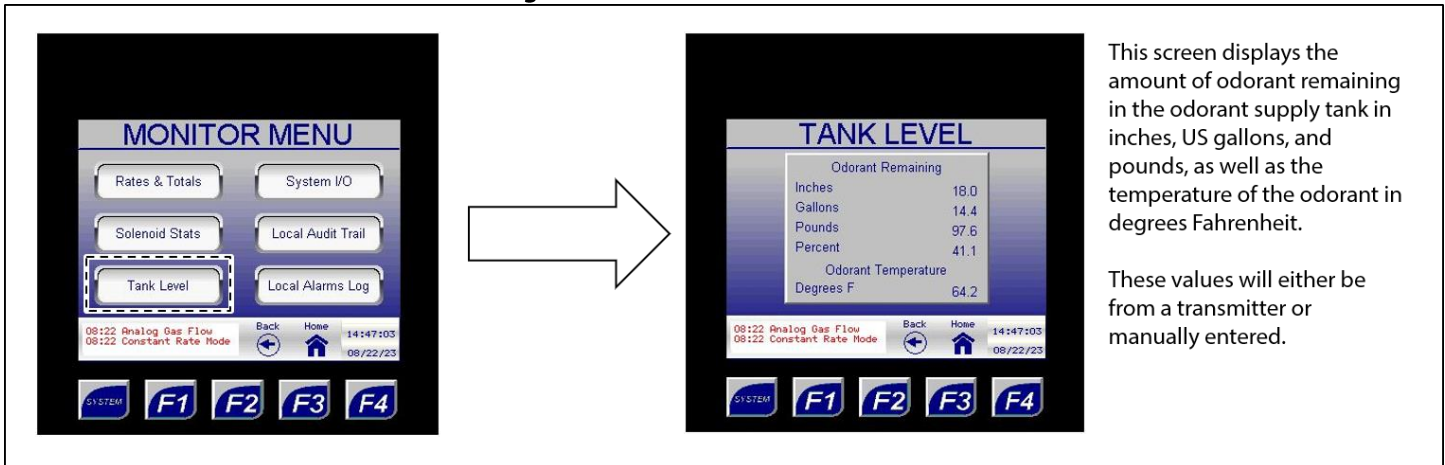 MONITOR MENU
Rates & Totals
System I/O
Solenoid Stats
Local Audit Trail
Tank Level
Local Alarms Log
08:22 Analog Gas Flow
08:22 Constant Rate Mode
Back
Home
14:47:03
08/22/23
SYSTEM
F1
F2
F3
F4
TANK LEVEL
Odorant Remaining
Inches 18.0
Gallons 14.4
Pounds 97.6
Percent 41.1
Odorant Temperature
Degrees F 64.2
08:22 Analog Gas Flow
08:22 Constant Rate Mode
Back
Home
14:47:03
08/22/23
SYSTEM
F1
F2
F3
F4
This screen displays the
amount of odorant remaining
in the odorant supply tank in
inches, US gallons, and
pounds, as well as the
temperature of the odorant in
degrees Fahrenheit.
These values will either be
from a transmitter or
manually entered.